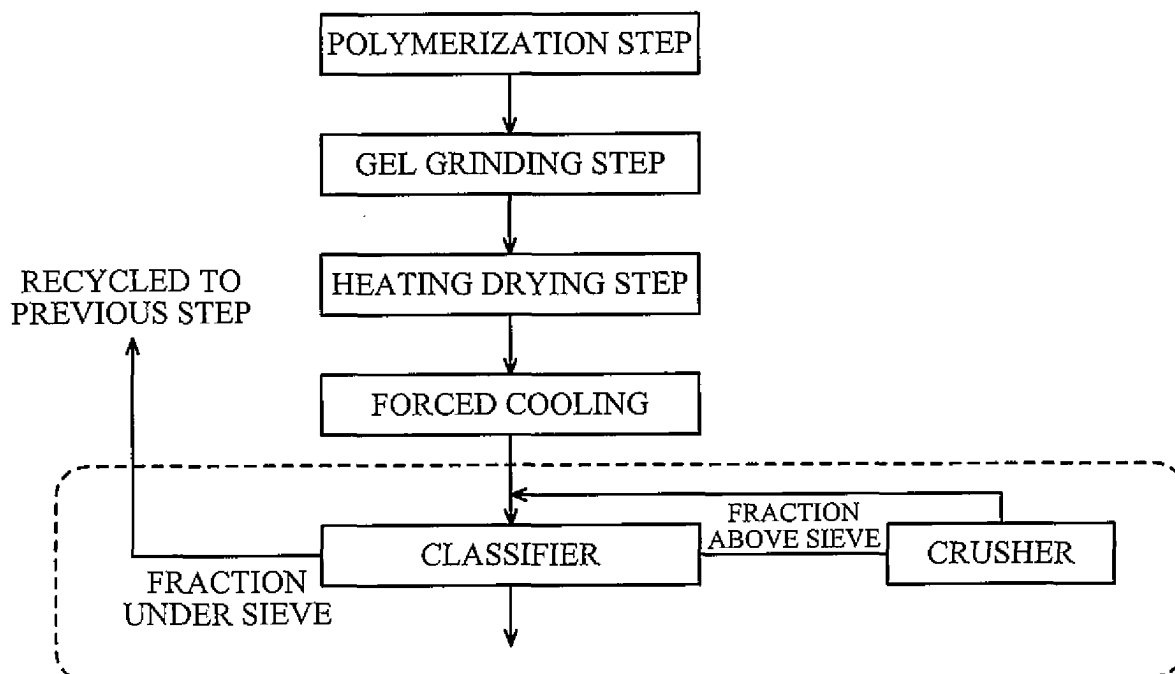 POLYMERIZATION STEP
GEL GRINDING STEP
HEATING DRYING STEP
RECYCLED TO
PREVIOUS STEP
FORCED COOLING
FRACTION
ABOVE SIEVE
CLASSIFIER
CRUSHER
FRACTION
UNDER SIEVE